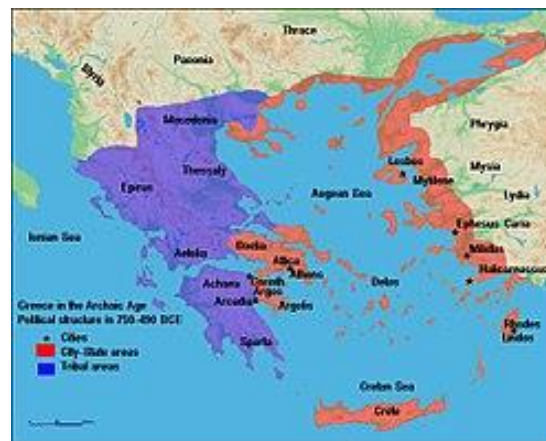 Thrace
Paeonia
Illyria
Macedonia
Phrygia
Lesbos
Mysia
Thessaly
Mytilene
Epirus
Aegean Sea
Lydia
Ephesus Caria
Ionian Sea
Boetia
Miletus
Aetolia
Attica
Athens
Halicarnassus
Achaea
Corinth
Delos
Argos
Arcadia
Argolis
Greece in the Archaic Age
Political structure in 750-490 BCE
Rhodes
Lindos
Sparta
Cities
City-State areas
Tribal areas
Cretan Sea
Crete